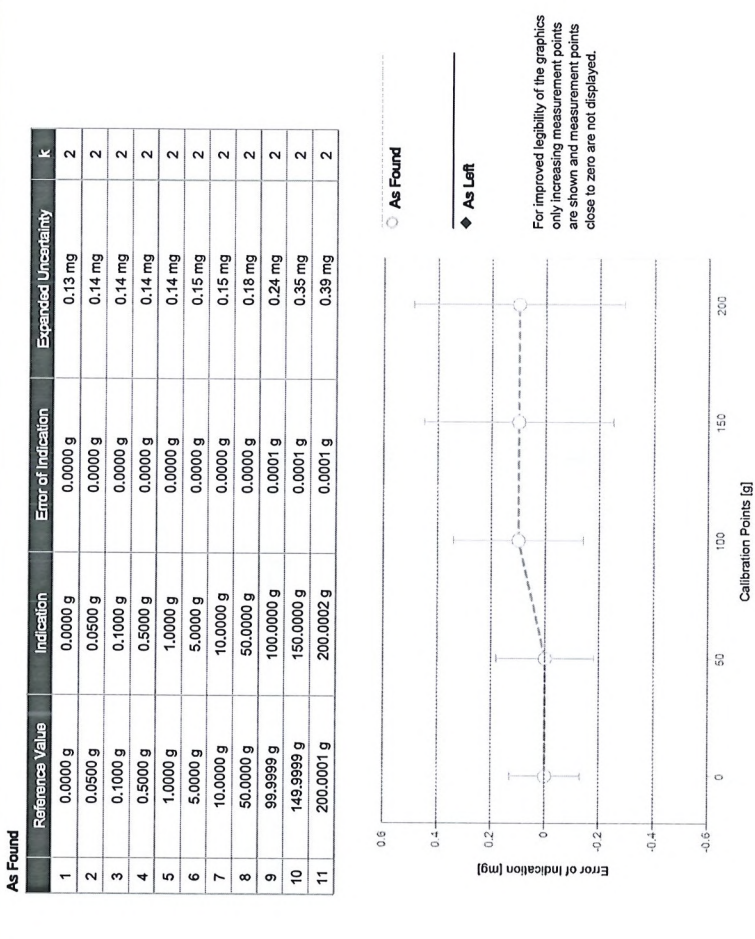 As Found
Reference Value Indication Error of Indication Expanded Uncertainty k
1 0.0000 g 0.0000 g 0.0000 g 0.13 mg 2
2 0.0500 g 0.0500 g 0.0000 g 0.14 mg 2
3 0.1000 g 0.1000 g 0.0000 g 0.14 mg 2
4 0.5000 g 0.5000 g 0.0000 g 0.14 mg 2
5 1.0000 g 1.0000 g 0.0000 g 0.14 mg 2
6 5.0000 g 5.0000 g 0.0000 g 0.15 mg 2
7 10.0000 g 10.0000 g 0.0000 g 0.15 mg 2
8 50.0000 g 50.0000 g 0.0000 g 0.18 mg 2
9 99.9999 g 100.0000 g 0.0001 g 0.24 mg 2
10 149.9999 g 150.0000 g 0.0001 g 0.35 mg 2
11 200.0001 g 200.0002 g 0.0001 g 0.39 mg 2
Error of Indication [mg]
0.6
0.4
0.2
0
-0.2
-0.4
-0.6
0 50 100 150 200
Calibration Points [g]
As Found
As Left
For improved legibility of the graphics
only increasing measurement points
are shown and measurement points
close to zero are not displayed.